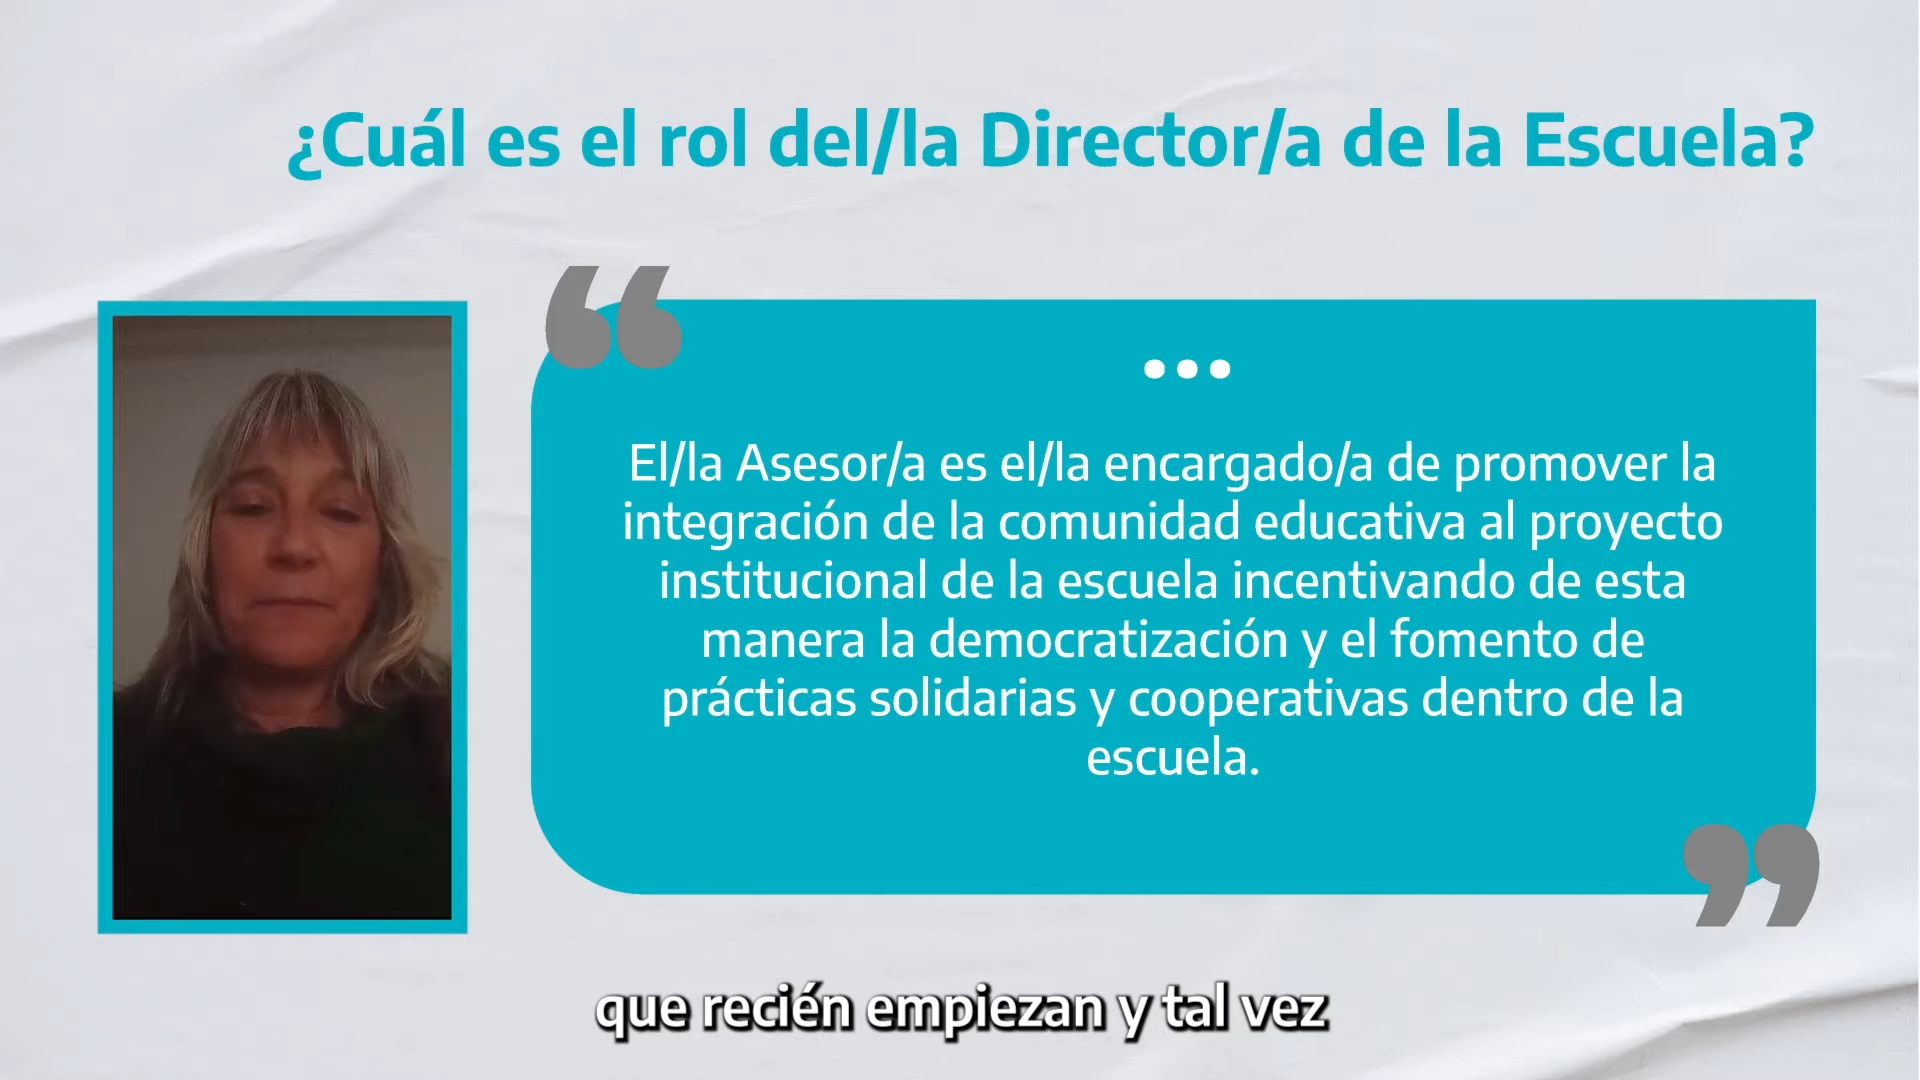 ¿Cuál es el rol del/la Director/a de la Escuela?
“
...
El/la Asesor/a es el/la encargado/a de promover la
integración de la comunidad educativa al proyecto
institucional de la escuela incentivando de esta
manera la democratización y el fomento de
prácticas solidarias y cooperativas dentro de la
escuela.
”
que recién empiezan y tal vez